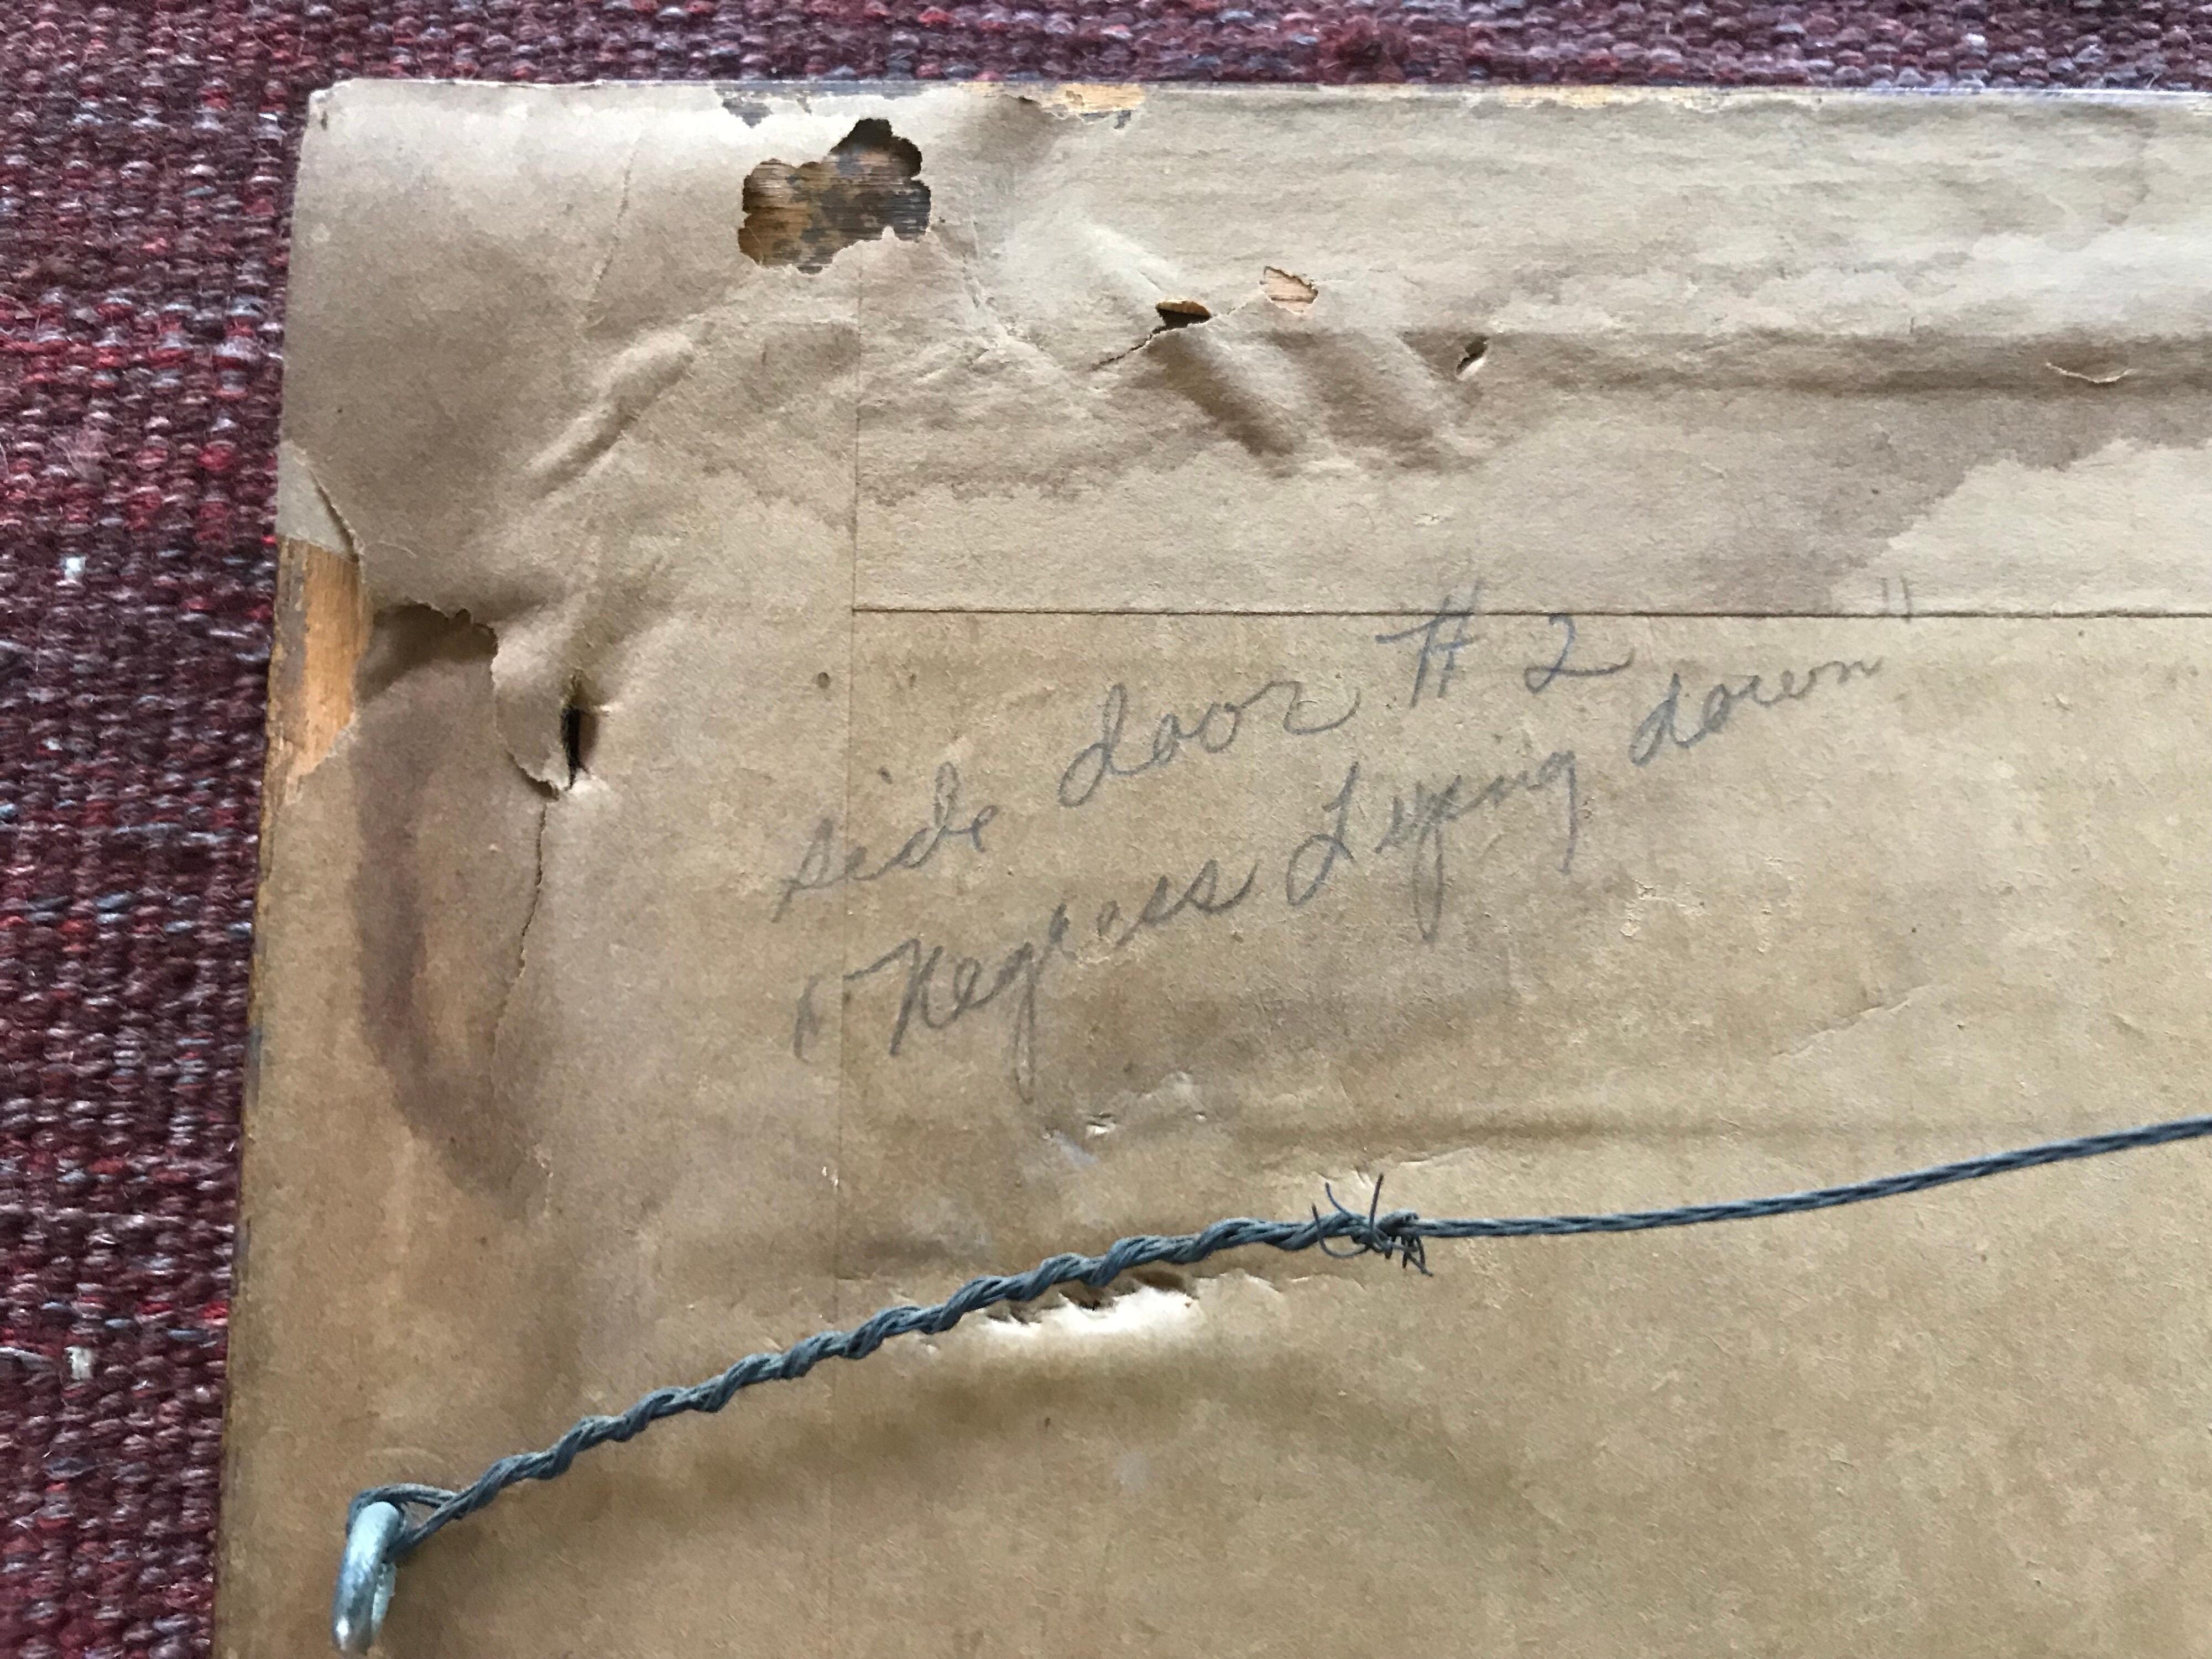 side door # 2
"Negress Lying down"